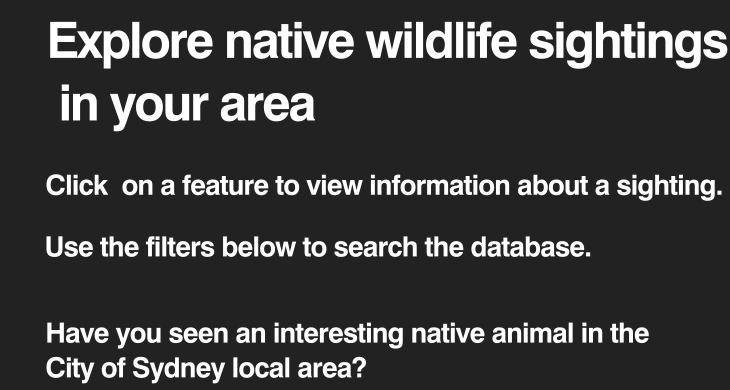 Explore native wildlife sightings
in your area
Click on a feature to view information about a sighting.
Use the filters below to search the database.
Have you seen an interesting native animal in the
City of Sydney local area?